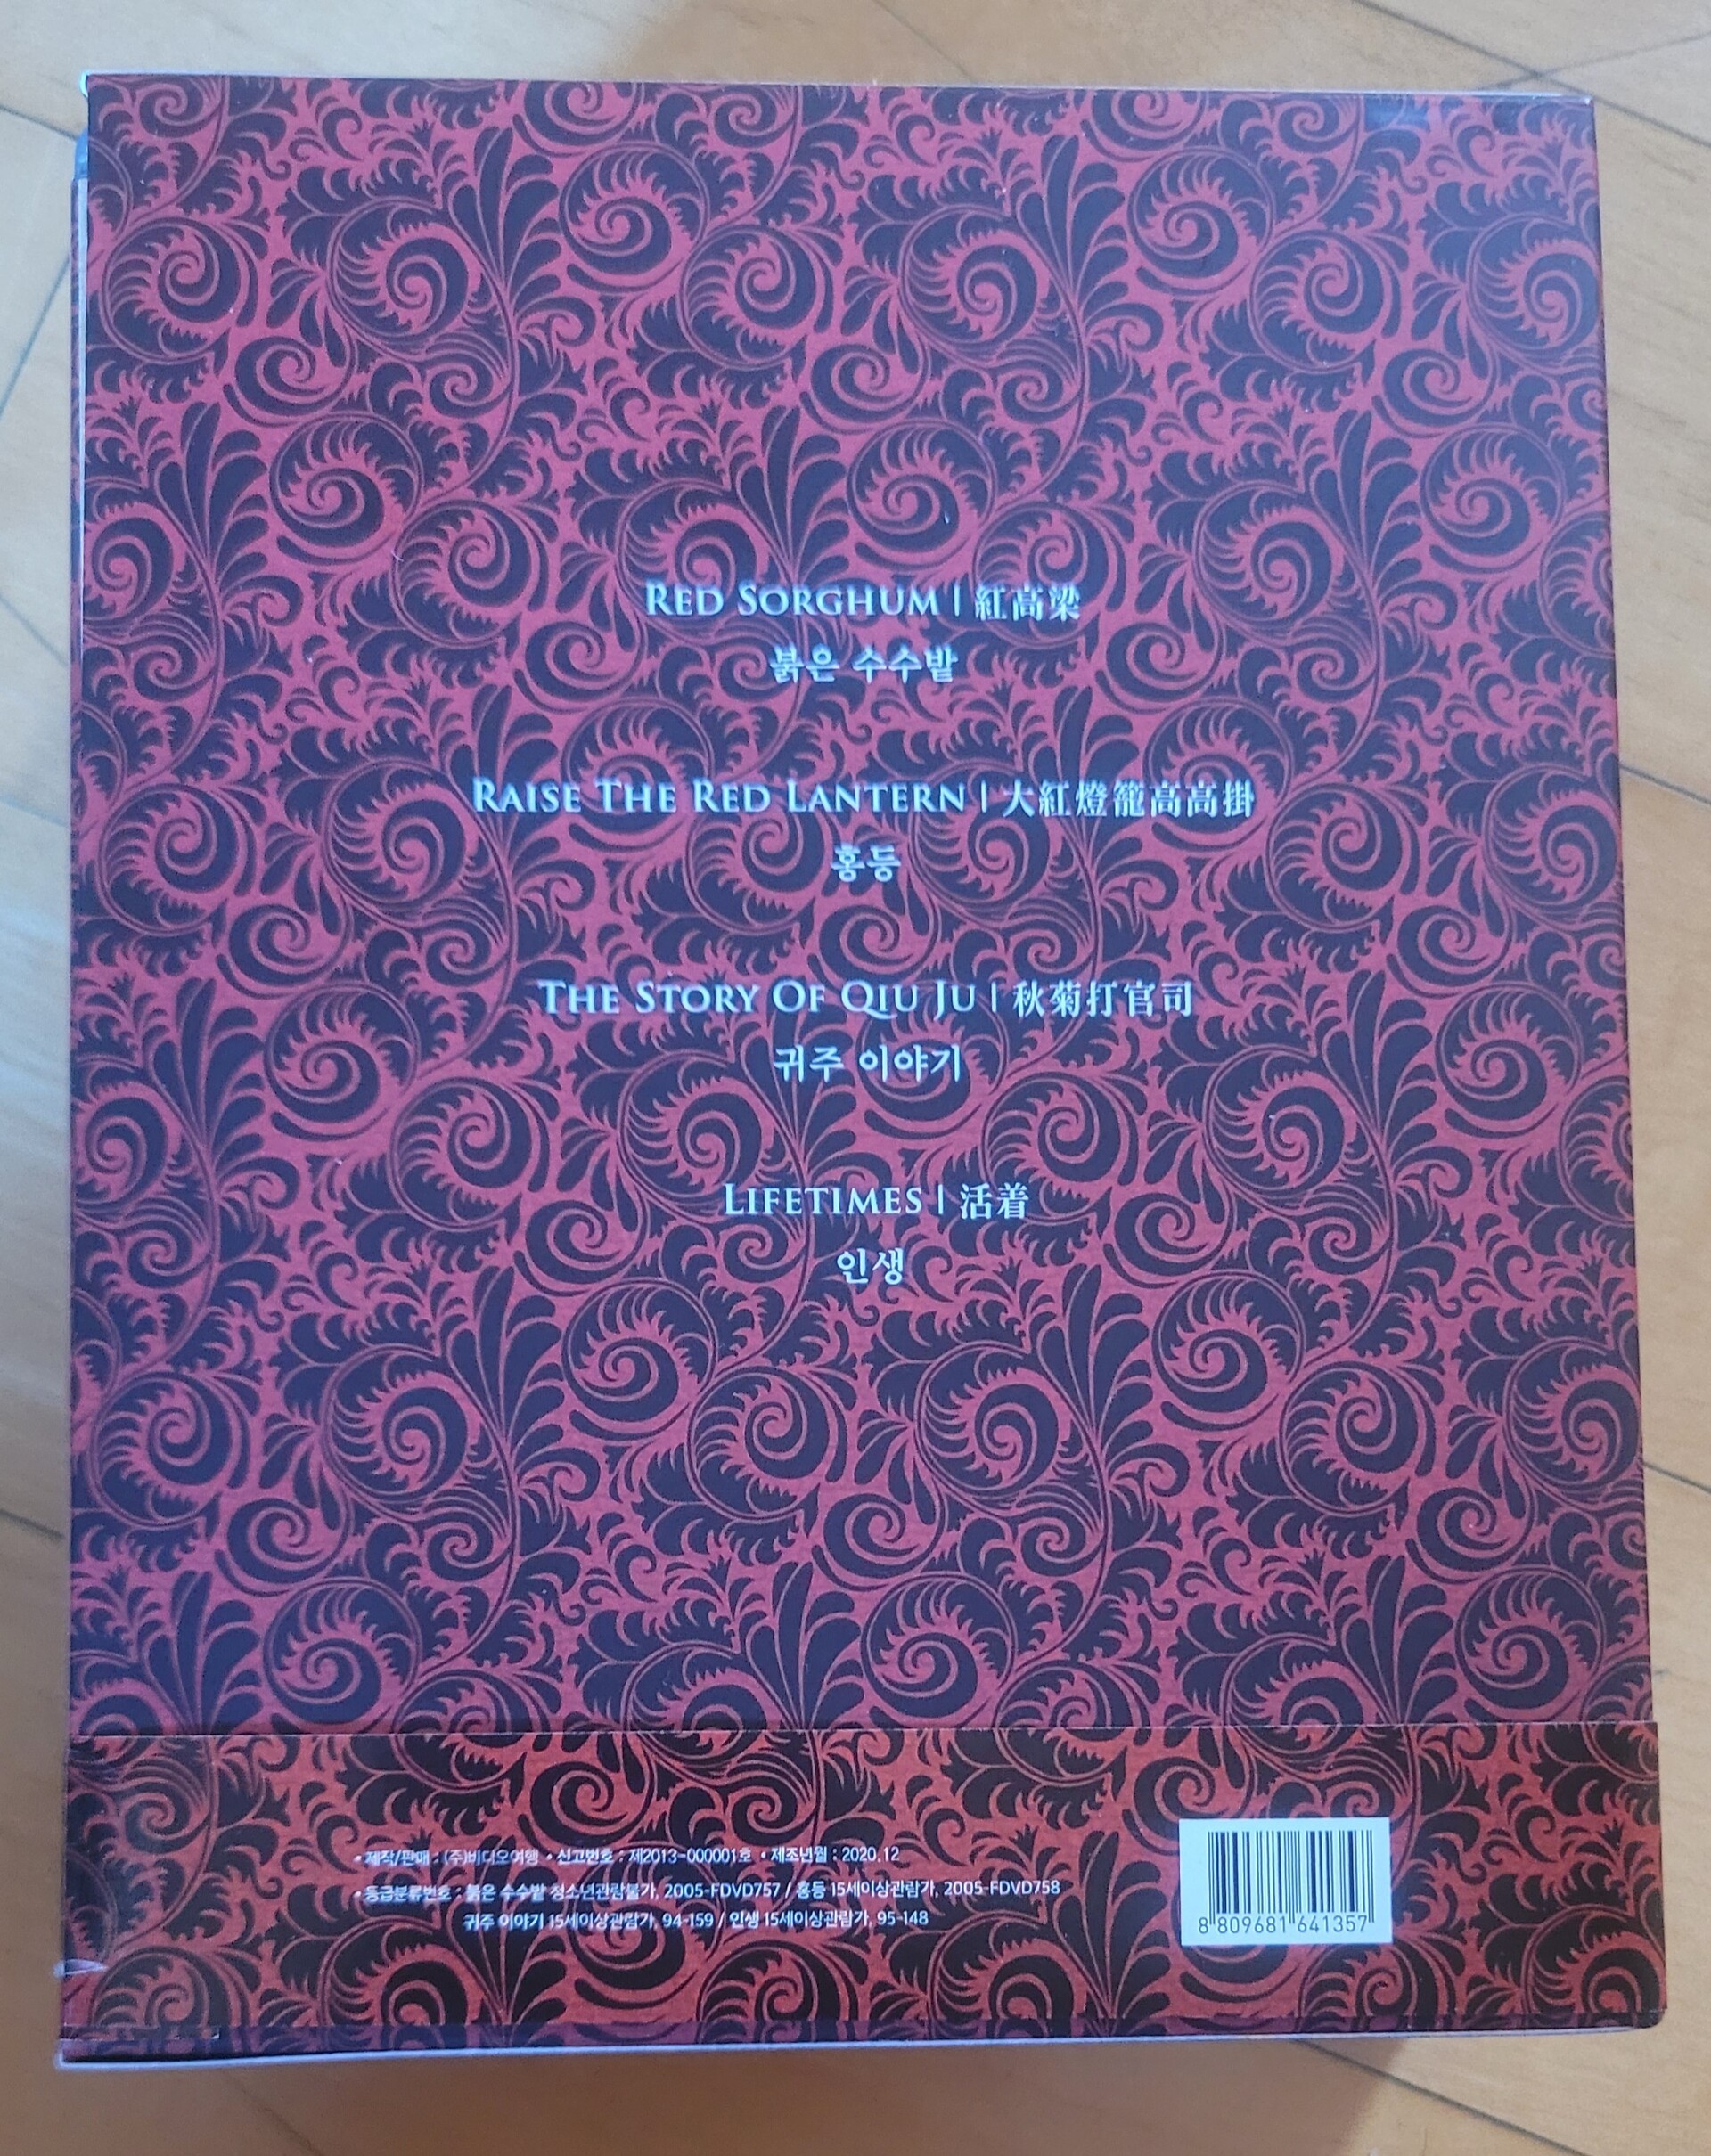 RED SORGHUM | 紅高粱
붉은 수수밭
RAISE THE RED LANTERN | 大紅燈籠高高掛
홍등
THE STORY OF QIU JU | 秋菊打官司
귀주 이야기
LIFETIMES | 活着
인생
• 제작/판매 : (주)비디오여행 • 신고번호 : 제2013-000001호 • 제조년월 : 2020.12
• 등급분류번호 : 붉은 수수밭 청소년관람불가, 2005-FDVD757 / 홍등 15세이상관람가, 2005-FDVD758
귀주 이야기 15세이상관람가, 94-159 / 인생 15세이상관람가, 95-148
8 809681 641357